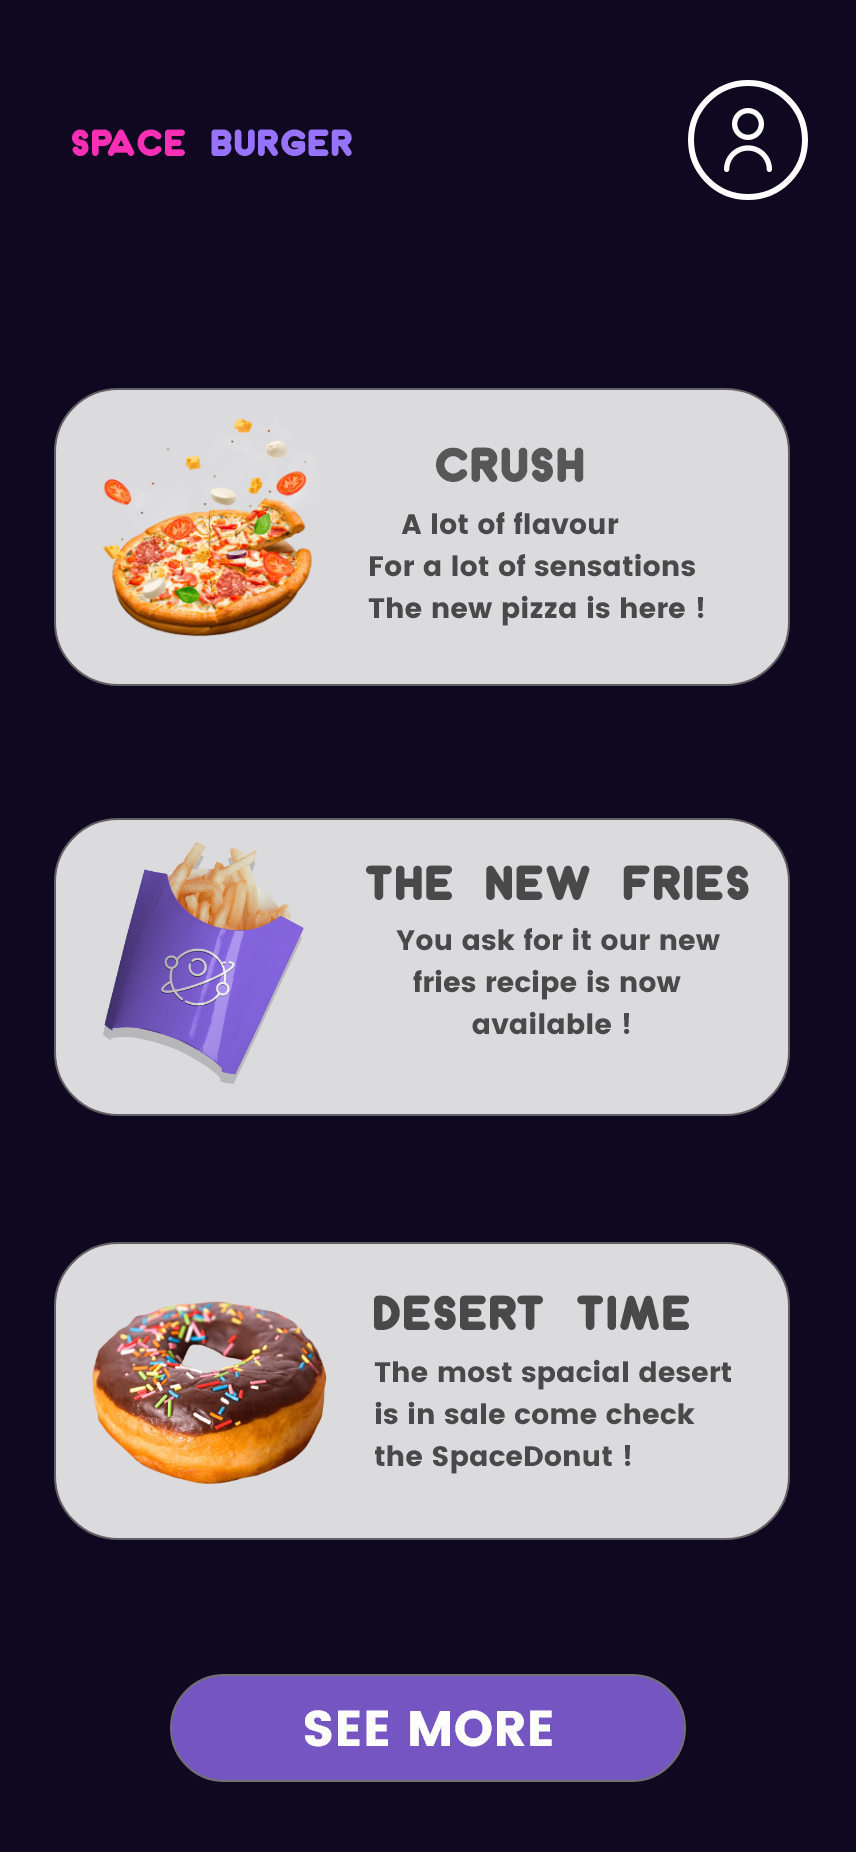 SPACE BURGER
CRUSH
A lot of flavour
For a lot of sensations
The new pizza is here !
THE NEW FRIES
You ask for it our new
fries recipe is now
available !
DESERT TIME
The most spacial desert
is in sale come check
the SpaceDonut !
SEE MORE